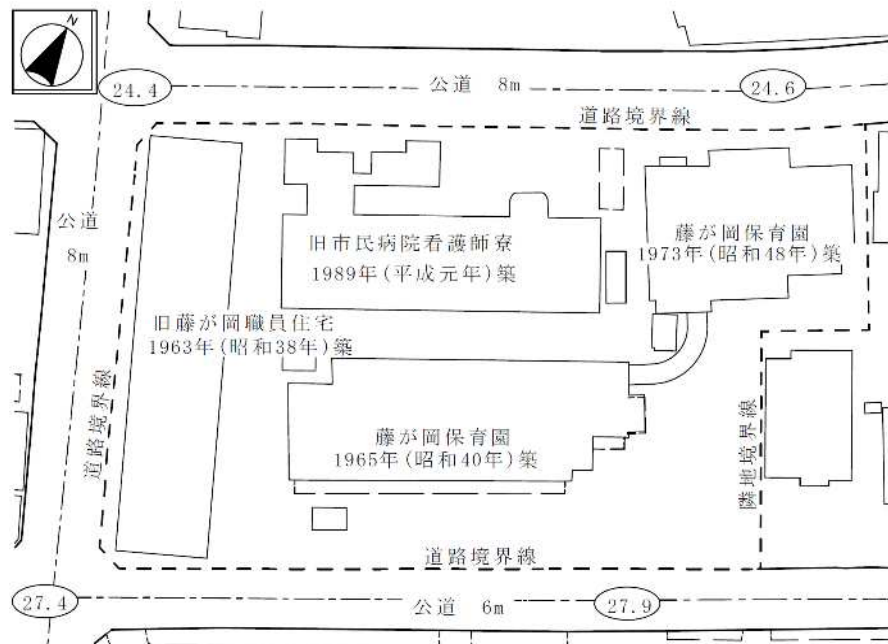 N
24.4
公道 8m
24.6
道路境界線
公道
8m
旧市民病院看護師寮
1989年(平成元年)築
藤が岡保育園
1973年(昭和48年)築
旧藤が岡職員住宅
1963年(昭和38年)築
道路境界線
藤が岡保育園
1965年(昭和40年)築
隣地境界線
道路境界線
27.4
公道 6m
27.9